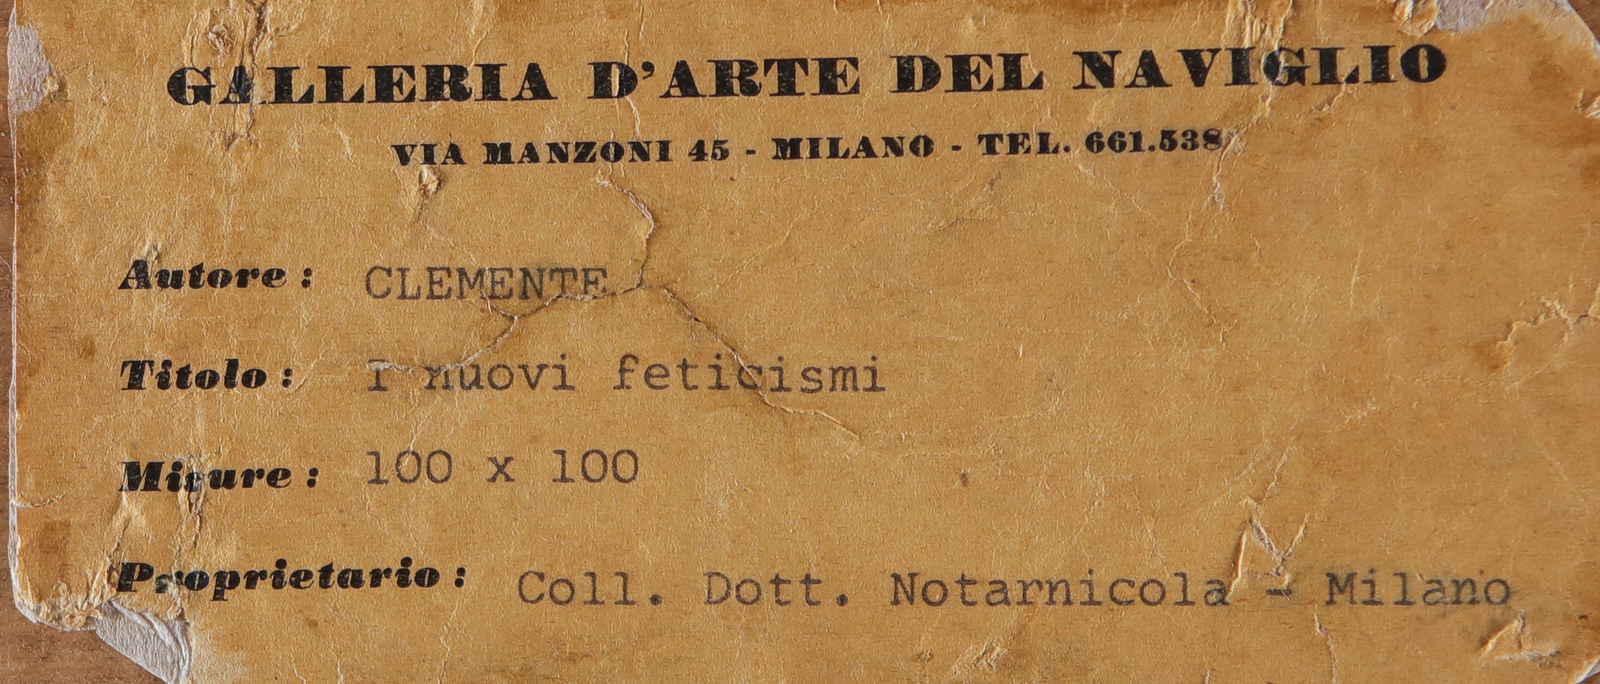 GALLERIA D'ARTE DEL NAVIGLIO
VIA MANZONI 45 - MILANO - TEL. 661.538
Autore: CLEMENTE
Titolo: I nuovi feticismi
Misure: 100 x 100
Proprietario: Coll. Dott. Notarnicola - Milano